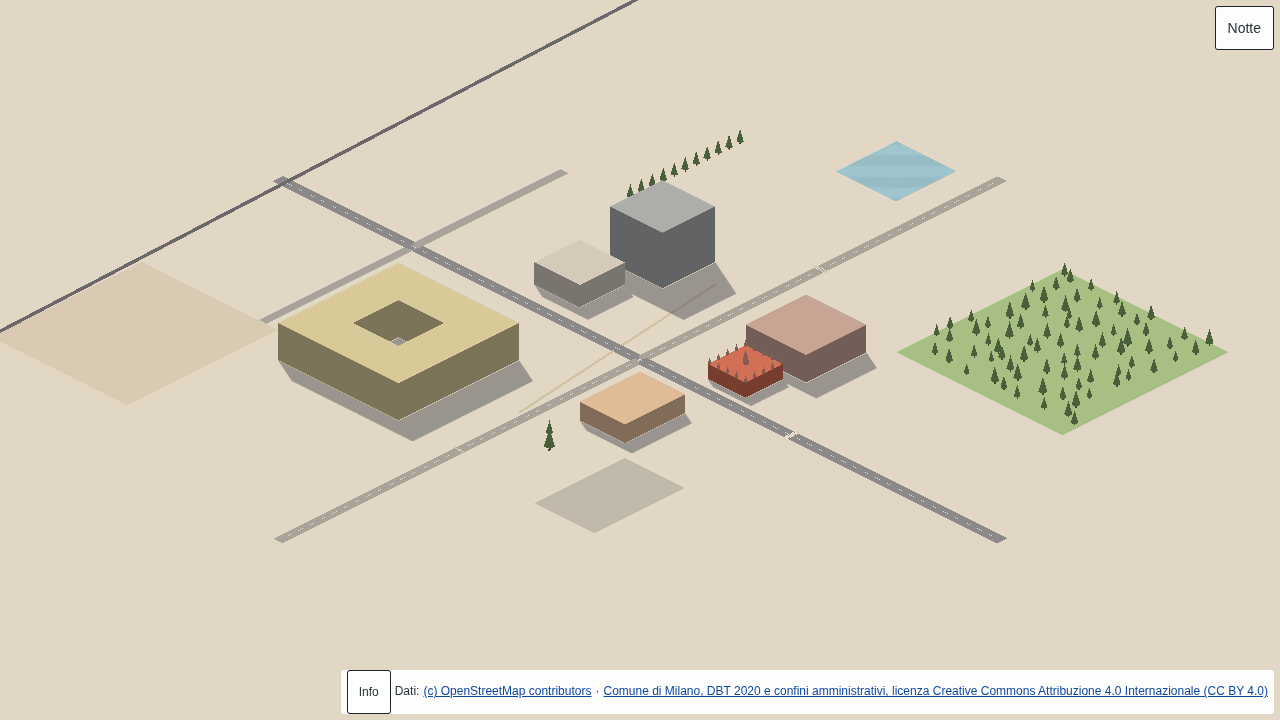 Notte
Info Dati: (c) OpenStreetMap contributors · Comune di Milano, DBT 2020 e confini amministrativi, licenza Creative Commons Attribuzione 4.0 Internazionale (CC BY 4.0)